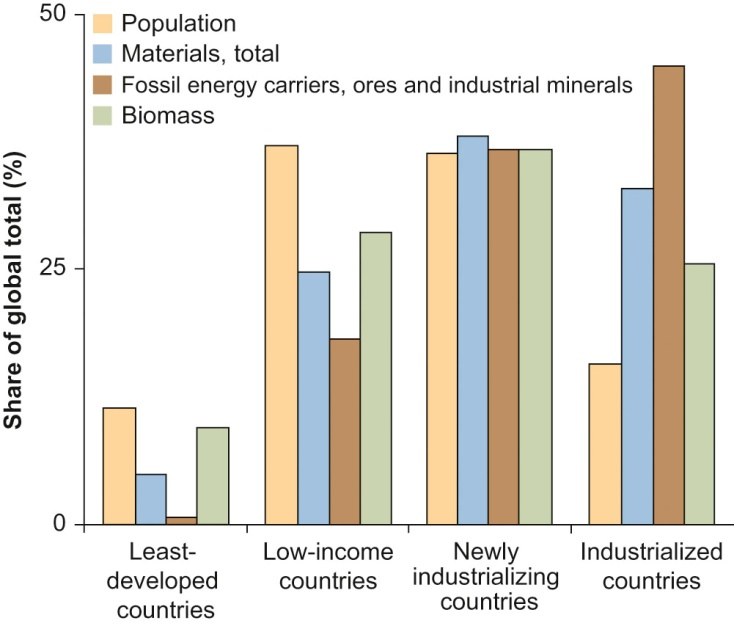 50
Population
Materials, total
Fossil energy carriers, ores and industrial minerals
Biomass
Share of global total (%)
25
0
Least-
developed
countries
Low-income
countries
Newly
industrializing
countries
Industrialized
countries